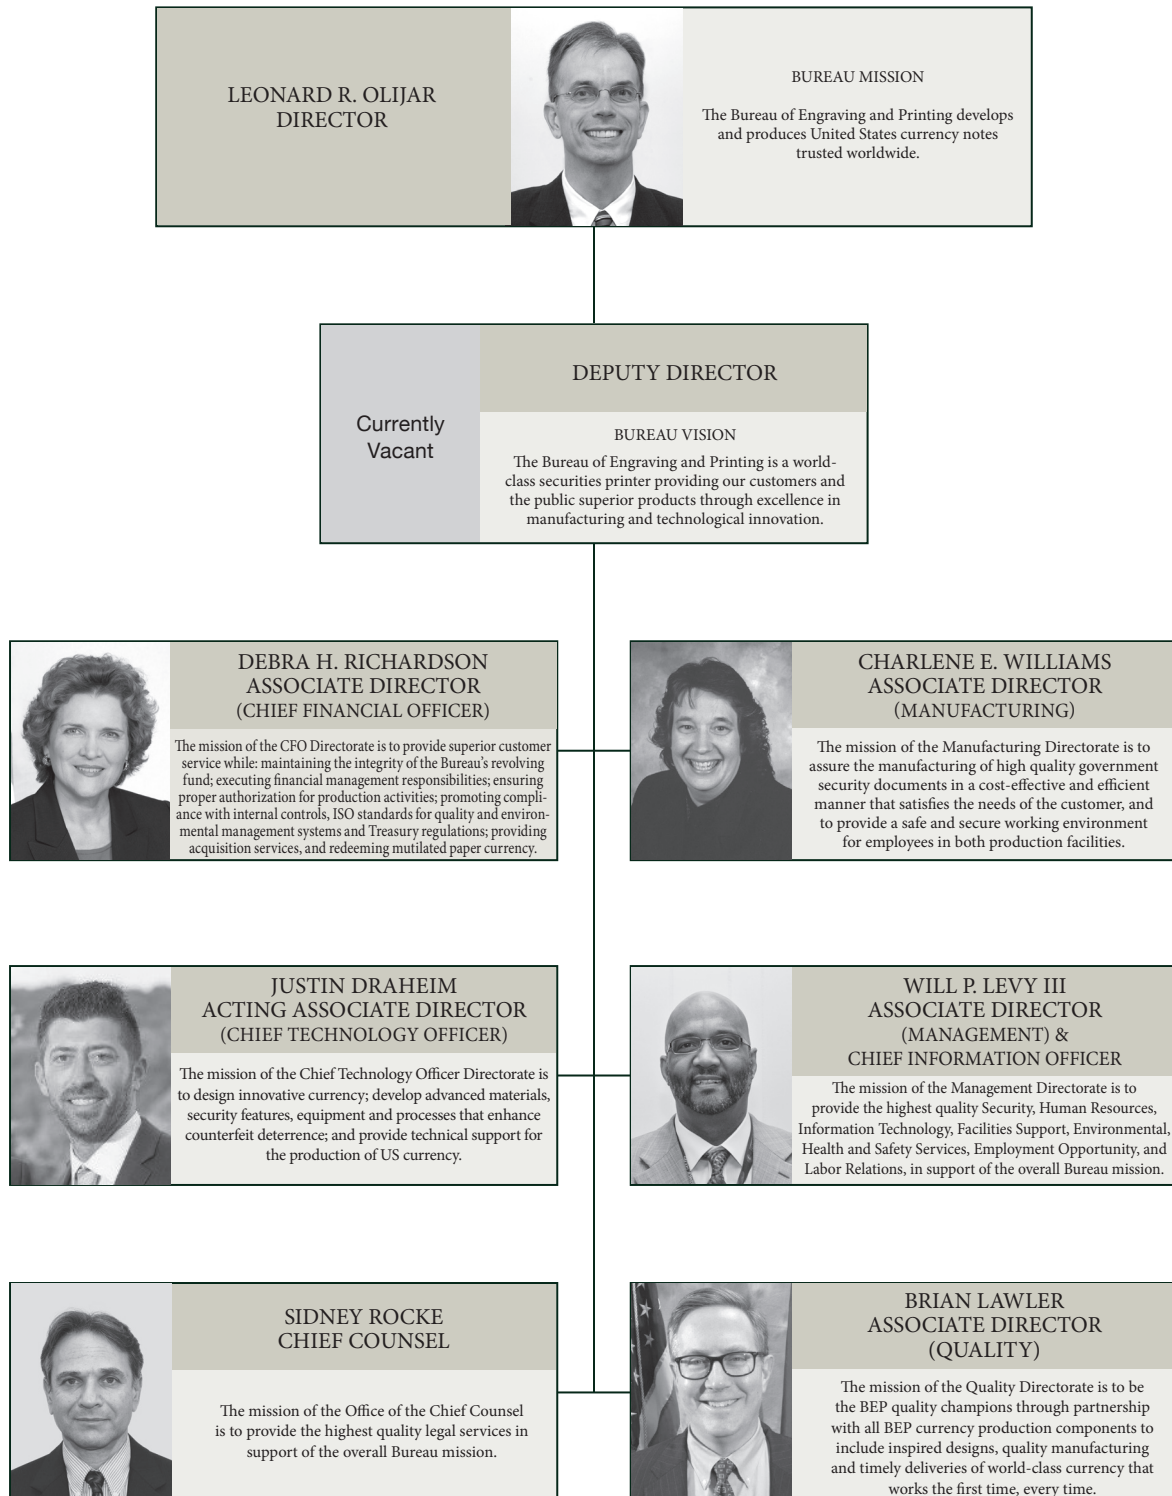 LEONARD R. OLIJAR
DIRECTOR
BUREAU MISSION
The Bureau of Engraving and Printing develops
and produces United States currency notes
trusted worldwide.
Currently
Vacant
DEPUTY DIRECTOR
BUREAU VISION
The Bureau of Engraving and Printing is a world-
class securities printer providing our customers and
the public superior products through excellence in
manufacturing and technological innovation.
DEBRA H. RICHARDSON
ASSOCIATE DIRECTOR
(CHIEF FINANCIAL OFFICER)
The mission of the CFO Directorate is to provide superior customer
service while: maintaining the integrity of the Bureau's revolving
fund; executing financial management responsibilities; ensuring
proper authorization for production activities; promoting compli-
ance with internal controls, ISO standards for quality and environ-
mental management systems and Treasury regulations; providing
acquisition services, and redeeming mutilated paper currency.
CHARLENE E. WILLIAMS
ASSOCIATE DIRECTOR
(MANUFACTURING)
The mission of the Manufacturing Directorate is to
assure the manufacturing of high quality government
security documents in a cost-effective and efficient
manner that satisfies the needs of the customer, and
to provide a safe and secure working environment
for employees in both production facilities.
JUSTIN DRAHEIM
ACTING ASSOCIATE DIRECTOR
(CHIEF TECHNOLOGY OFFICER)
The mission of the Chief Technology Officer Directorate is
to design innovative currency; develop advanced materials,
security features, equipment and processes that enhance
counterfeit deterrence; and provide technical support for
the production of US currency.
WILL P. LEVY III
ASSOCIATE DIRECTOR
(MANAGEMENT) &
CHIEF INFORMATION OFFICER
The mission of the Management Directorate is to
provide the highest quality Security, Human Resources,
Information Technology, Facilities Support, Environmental,
Health and Safety Services, Employment Opportunity, and
Labor Relations, in support of the overall Bureau mission.
SIDNEY ROCKE
CHIEF COUNSEL
The mission of the Office of the Chief Counsel
is to provide the highest quality legal services in
support of the overall Bureau mission.
BRIAN LAWLER
ASSOCIATE DIRECTOR
(QUALITY)
The mission of the Quality Directorate is to be
the BEP quality champions through partnership
with all BEP currency production components to
include inspired designs, quality manufacturing
and timely deliveries of world-class currency that
works the first time, every time.